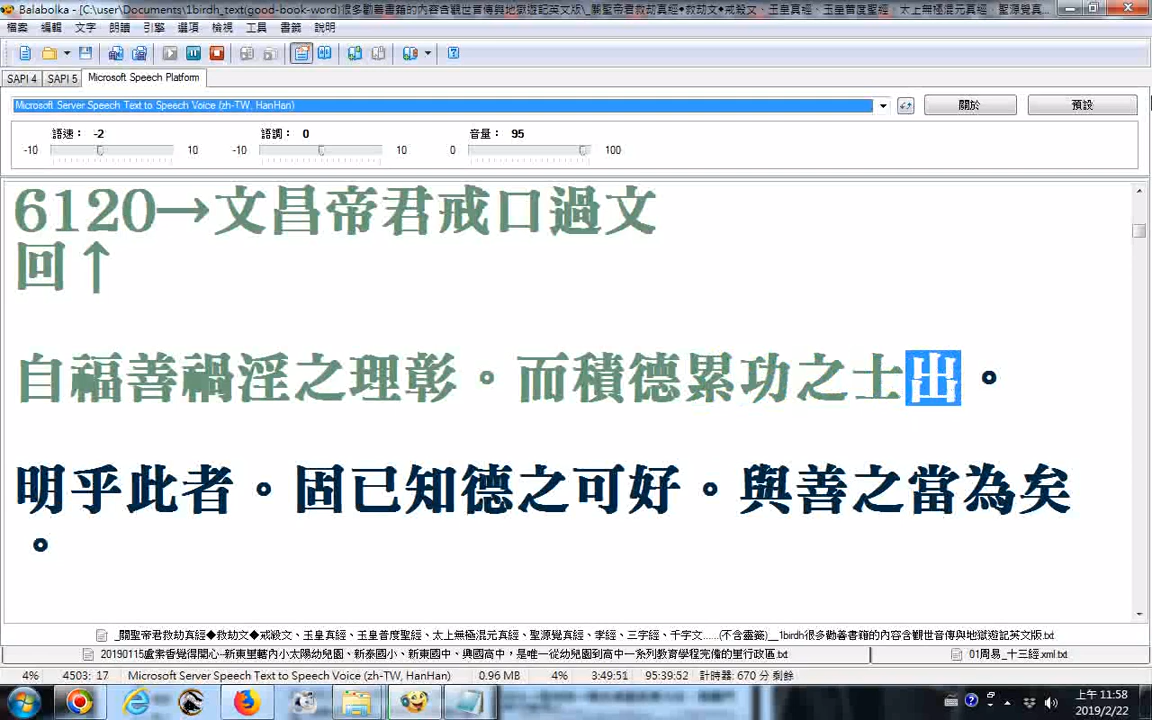 Balabolka - [C:\user\Documents\1birdh_text(good-book-word)很多勸善書籍的內容含觀世音傳與地獄遊記英文版\_關聖帝君救劫真經◆救劫文◆戒殺文、玉皇真經、玉皇普度聖經、太上無極混元真經、聖源覺真...
檔案 編輯 文字 朗讀 引擎 選項 檢視 工具 書籤 說明
SAPI 4 SAPI 5 Microsoft Speech Platform
Microsoft Server Speech Text to Speech Voice (zh-TW, HanHan) 關於 預設
語速： -2 語調： 0 音量： 95
-10 10 -10 10 0 100
6120→文昌帝君戒口過文
回↑
自福善禍淫之理彰。而積德累功之士出。
明乎此者。固已知德之可好。與善之當為矣
。
_關聖帝君救劫真經◆救劫文◆戒殺文、玉皇真經、玉皇普度聖經、太上無極混元真經、聖源覺真經、孝經、三字經、千字文......(不含靈籤)__1birdh很多勸善書籍的內容含觀世音傳與地獄遊記英文版.txt
20190115盧案香覺得開心--新東里轄內小太陽幼兒園、新泰國小、新東國中、興國高中，是唯一從幼兒園到高中一系列教育學程完備的里行政區.txt 01周易_十三經.xml.txt
4% 4503: 17 Microsoft Server Speech Text to Speech Voice (zh-TW, HanHan) 0.96 MB 4% 3:49:51 95:39:52 計時器: 670 分 剩餘
上午 11:58
2019/2/22